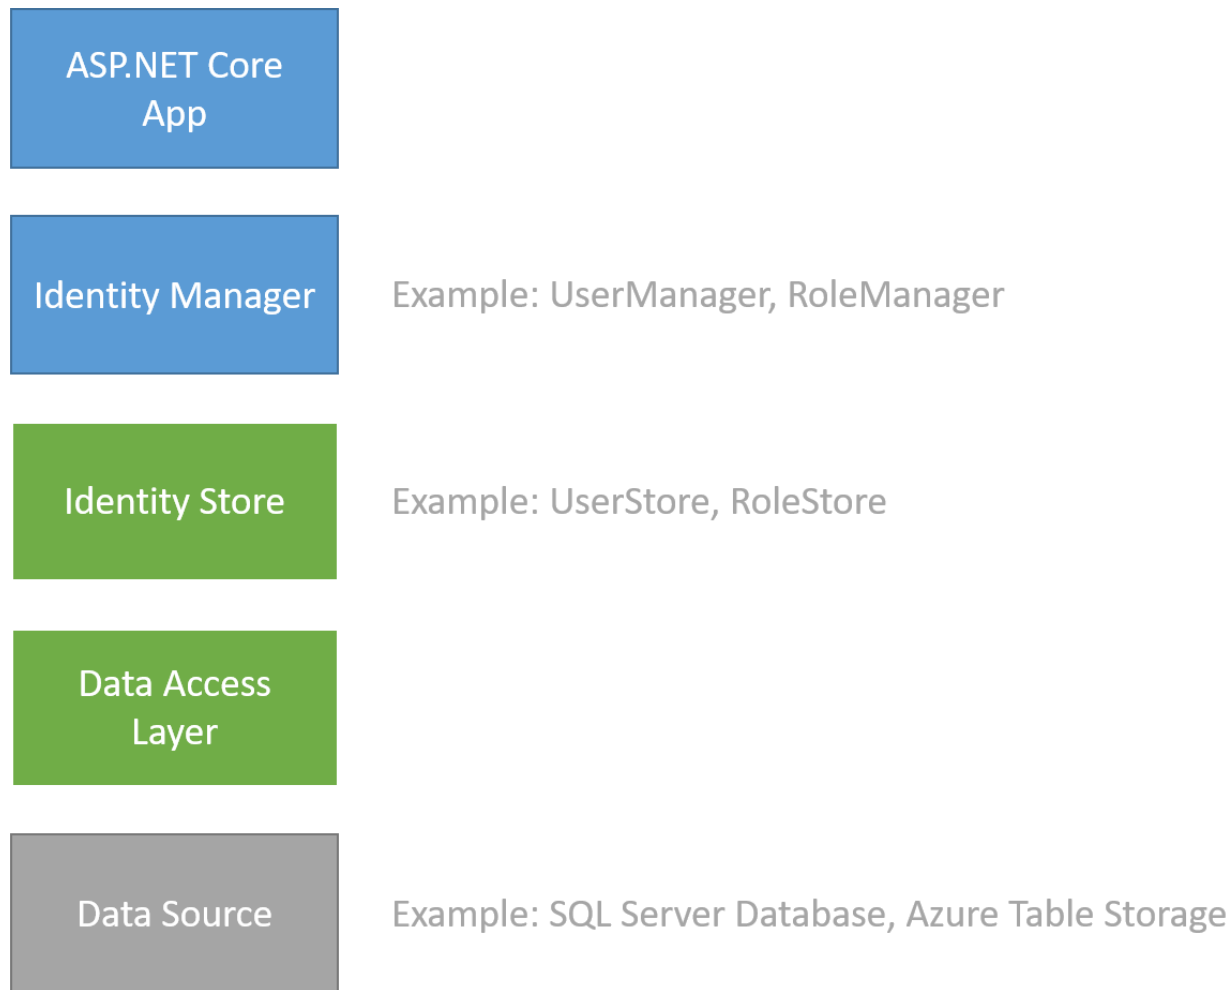 ASP.NET Core
App
Identity Manager
Example: UserManager, RoleManager
Identity Store
Example: UserStore, RoleStore
Data Access
Layer
Data Source
Example: SQL Server Database, Azure Table Storage